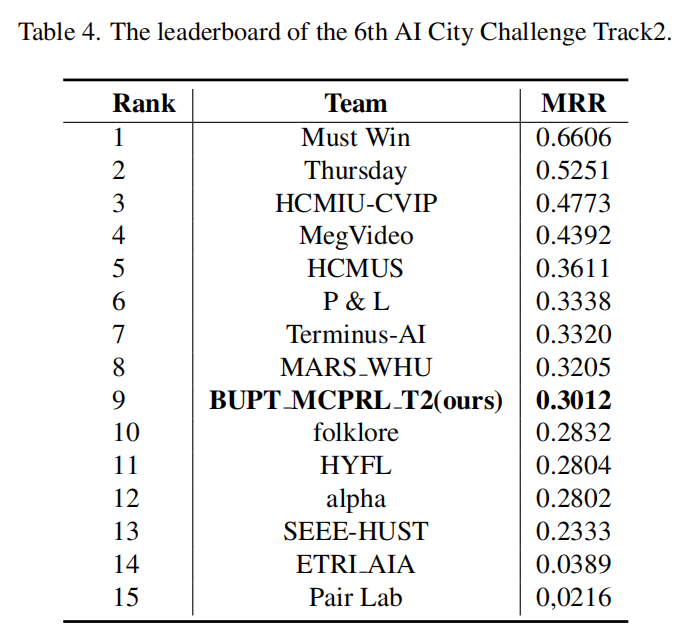 Table 4. The leaderboard of the 6th AI City Challenge Track2.
Rank Team MRR
1 Must Win 0.6606
2 Thursday 0.5251
3 HCMIU-CVIP 0.4773
4 MegVideo 0.4392
5 HCMUS 0.3611
6 P & L 0.3338
7 Terminus-AI 0.3320
8 MARS_WHU 0.3205
9 BUPT_MCPRL_T2(ours) 0.3012
10 folklore 0.2832
11 HYFL 0.2804
12 alpha 0.2802
13 SEEE-HUST 0.2333
14 ETRI_AIA 0.0389
15 Pair Lab 0,0216